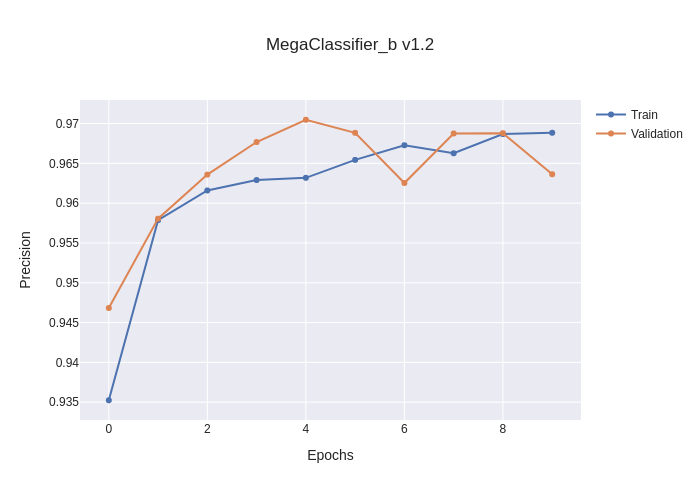 MegaClassifier_b v1.2
Train
Validation
0.97
0.965
0.96
0.955
0.95
0.945
0.94
0.935
Precision
0 2 4 6 8
Epochs